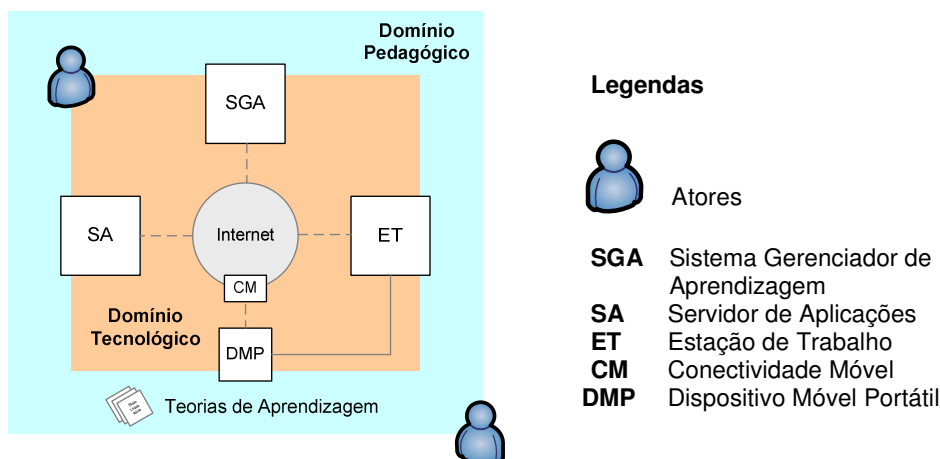 Domínio
Pedagógico
SGA
SA
Internet
ET
CM
Domínio
Tecnológico
DMP
Teorias de Aprendizagem
Legendas
Atores
SGA Sistema Gerenciador de
Aprendizagem
SA Servidor de Aplicações
ET Estação de Trabalho
CM Conectividade Móvel
DMP Dispositivo Móvel Portátil